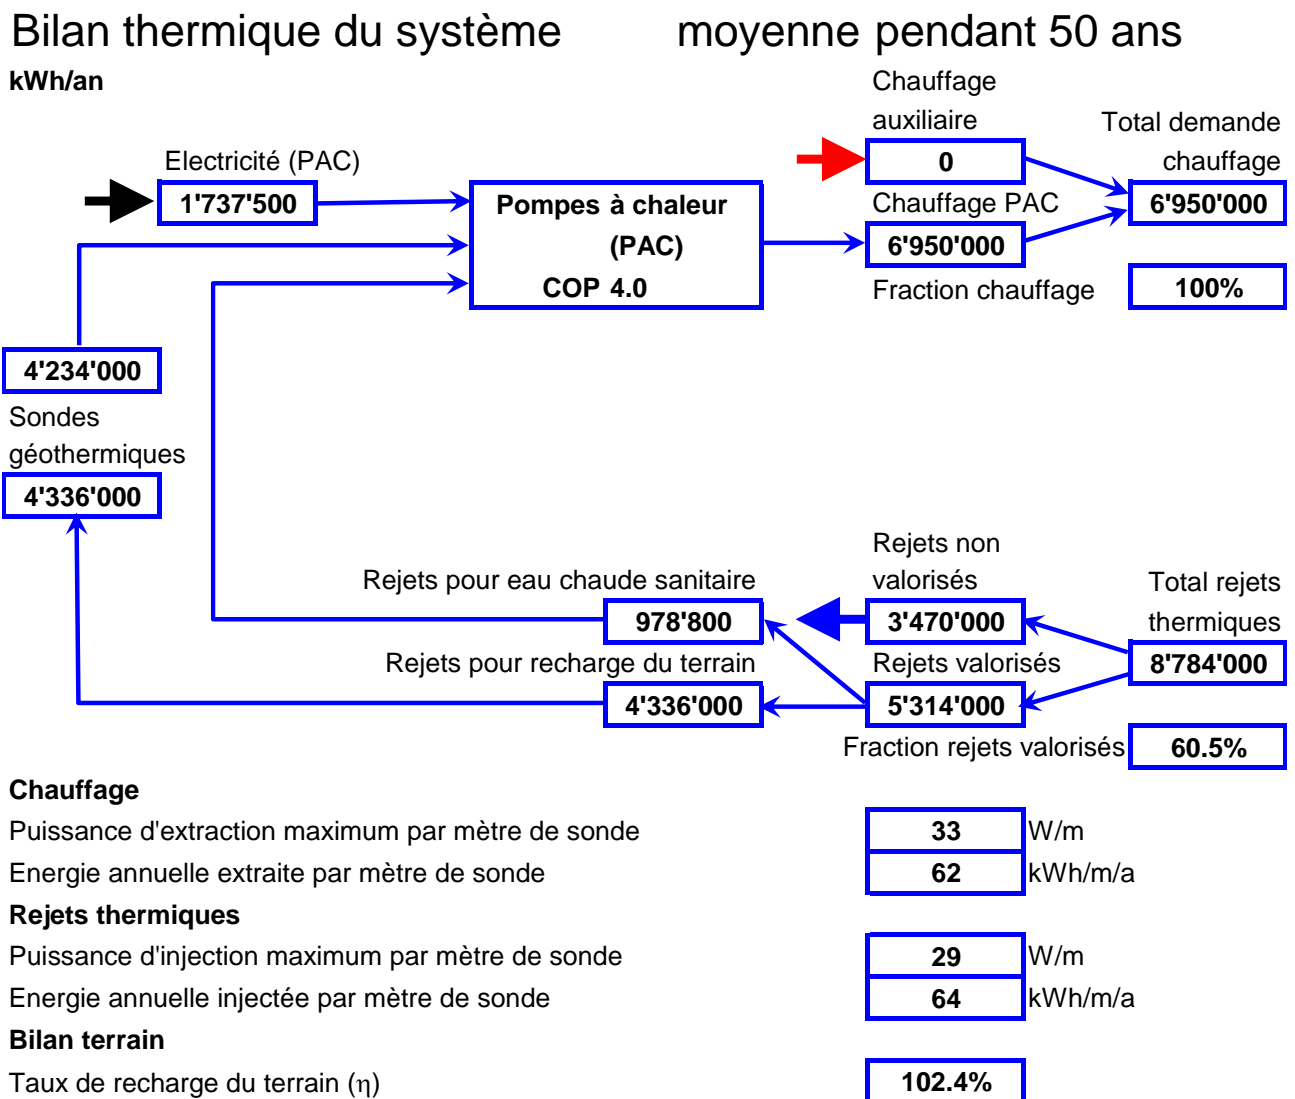 Bilan thermique du système moyenne pendant 50 ans
kWh/an
Chauffage
auxiliaire
Total demande
chauffage
Electricité (PAC)
0
1'737'500
Pompes à chaleur
(PAC)
COP 4.0
Chauffage PAC
6'950'000
6'950'000
Fraction chauffage
100%
4'234'000
Sondes
géothermiques
4'336'000
Rejets non
valorisés
Rejets pour eau chaude sanitaire
Total rejets
thermiques
978'800
3'470'000
Rejets pour recharge du terrain
Rejets valorisés
8'784'000
4'336'000
5'314'000
Fraction rejets valorisés
60.5%
Chauffage
Puissance d'extraction maximum par mètre de sonde 33 W/m
Energie annuelle extraite par mètre de sonde 62 kWh/m/a
Rejets thermiques
Puissance d'injection maximum par mètre de sonde 29 W/m
Energie annuelle injectée par mètre de sonde 64 kWh/m/a
Bilan terrain
Taux de recharge du terrain (η) 102.4%